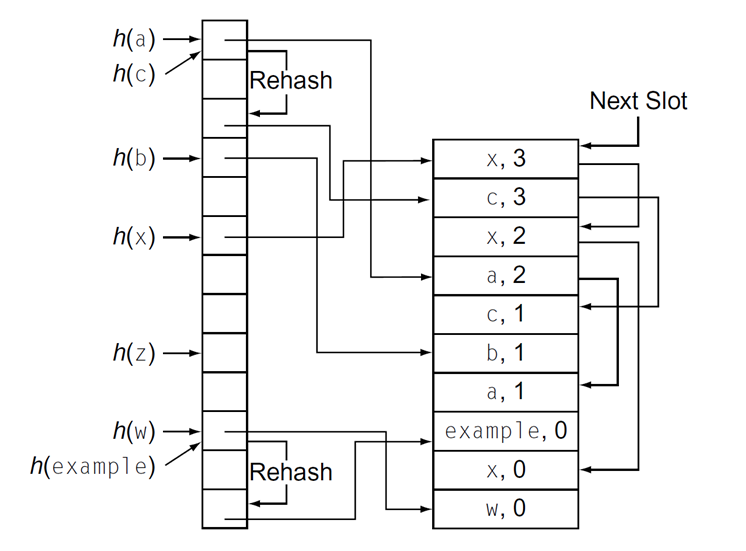 h(a)
h(c)
Rehash
Next Slot
h(b)
x, 3
c, 3
h(x)
x, 2
a, 2
c, 1
h(z)
b, 1
a, 1
h(w)
example, 0
h(example)
Rehash
x, 0
w, 0